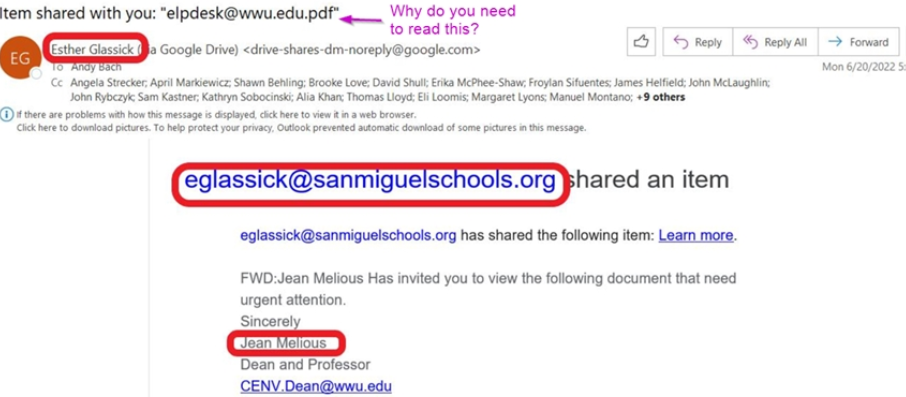 Item shared with you: "elpdesk@wwu.edu.pdf"
Why do you need
to read this?
EG
Esther Glassick (via Google Drive) <drive-shares-dm-noreply@google.com>
Reply
Reply All
Forward
To Andy Bach
Mon 6/20/2022 5:
Cc Angela Strecker; April Markiewicz; Shawn Behling; Brooke Love; David Shull; Erika McPhee-Shaw; Froylan Sifuentes; James Helfield; John McLaughlin;
John Rybczyk; Sam Kastner; Kathryn Sobocinski; Alia Khan; Thomas Lloyd; Eli Loomis; Margaret Lyons; Manuel Montano; +9 others
If there are problems with how this message is displayed, click here to view it in a web browser.
Click here to download pictures. To help protect your privacy, Outlook prevented automatic download of some pictures in this message.
eglassick@sanmiguelschools.org shared an item
eglassick@sanmiguelschools.org has shared the following item: Learn more.
FWD:Jean Melious Has invited you to view the following document that need
urgent attention.
Sincerely
Jean Melious
Dean and Professor
CENV.Dean@wwu.edu